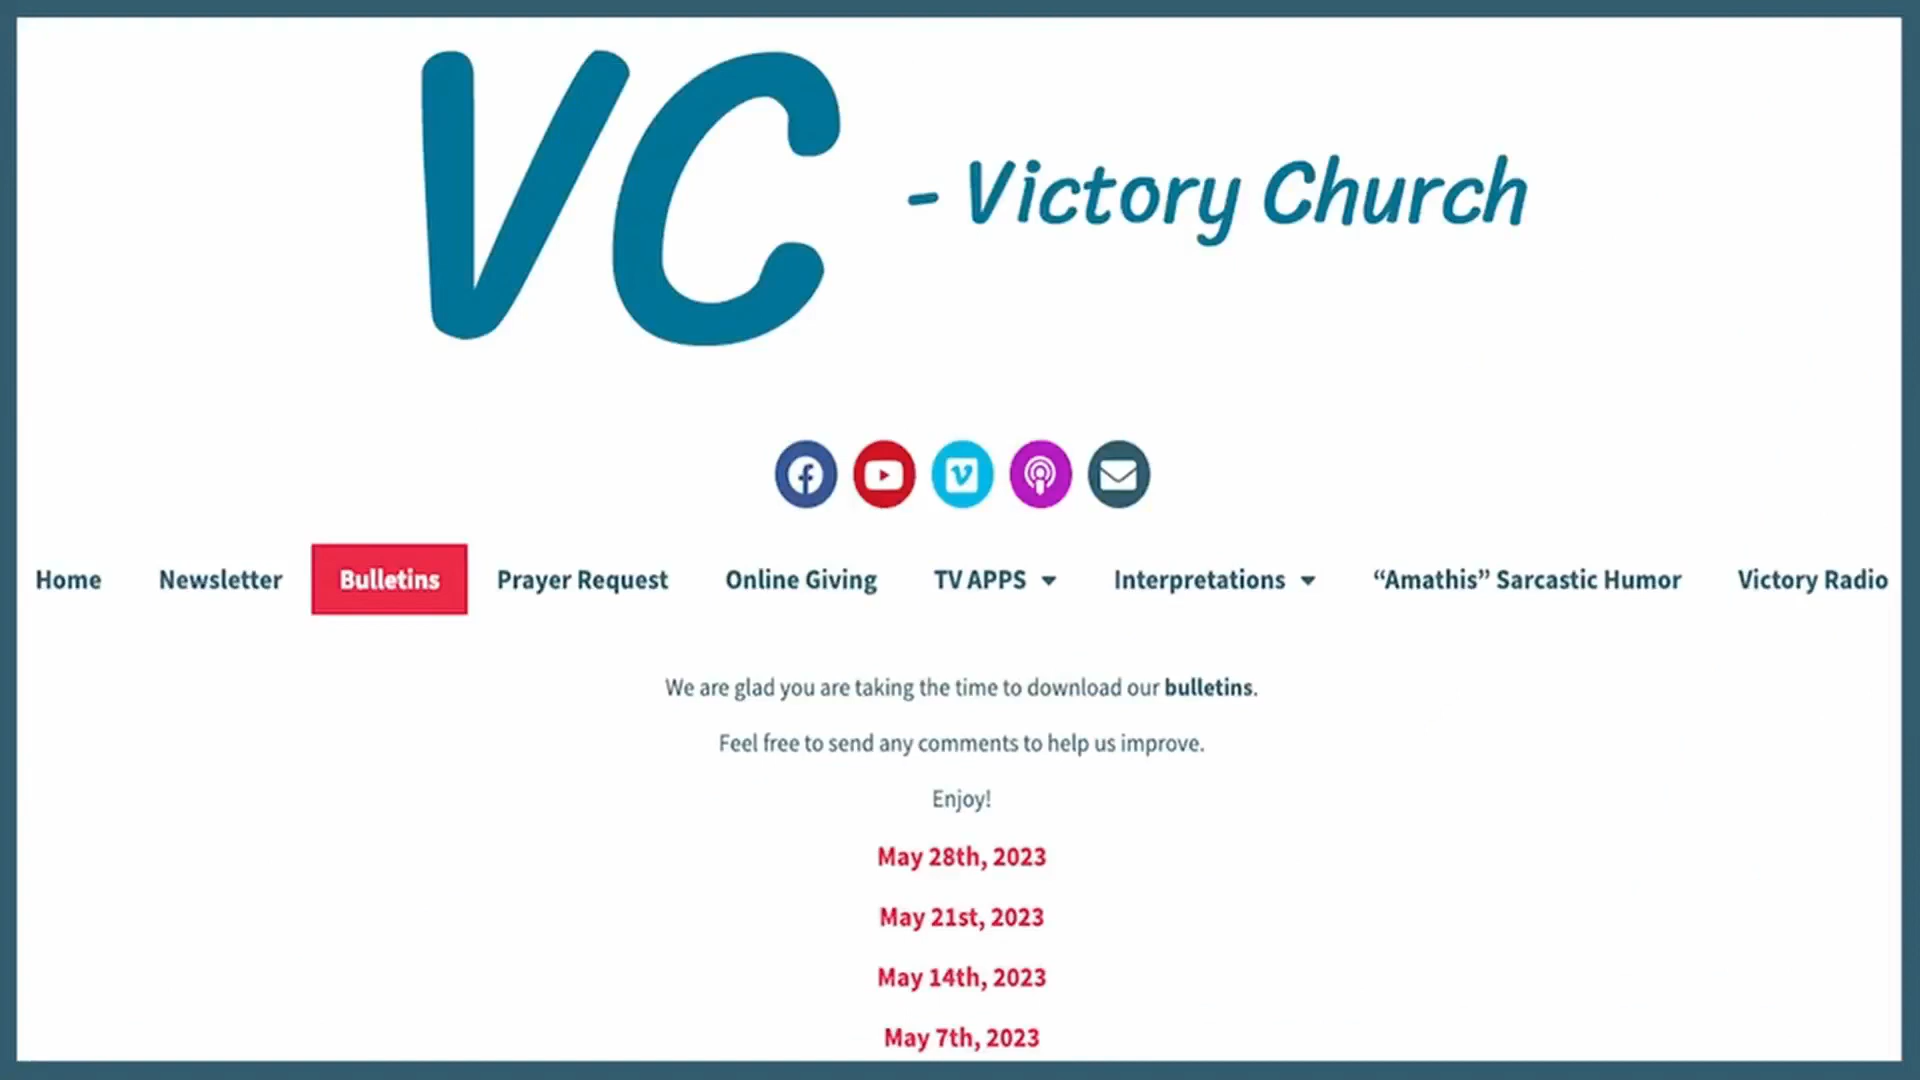 VC - Victory Church
Home Newsletter Bulletins Prayer Request Online Giving TV APPS Interpretations “Amathis” Sarcastic Humor Victory Radio
We are glad you are taking the time to download our bulletins.
Feel free to send any comments to help us improve.
Enjoy!
May 28th, 2023
May 21st, 2023
May 14th, 2023
May 7th, 2023